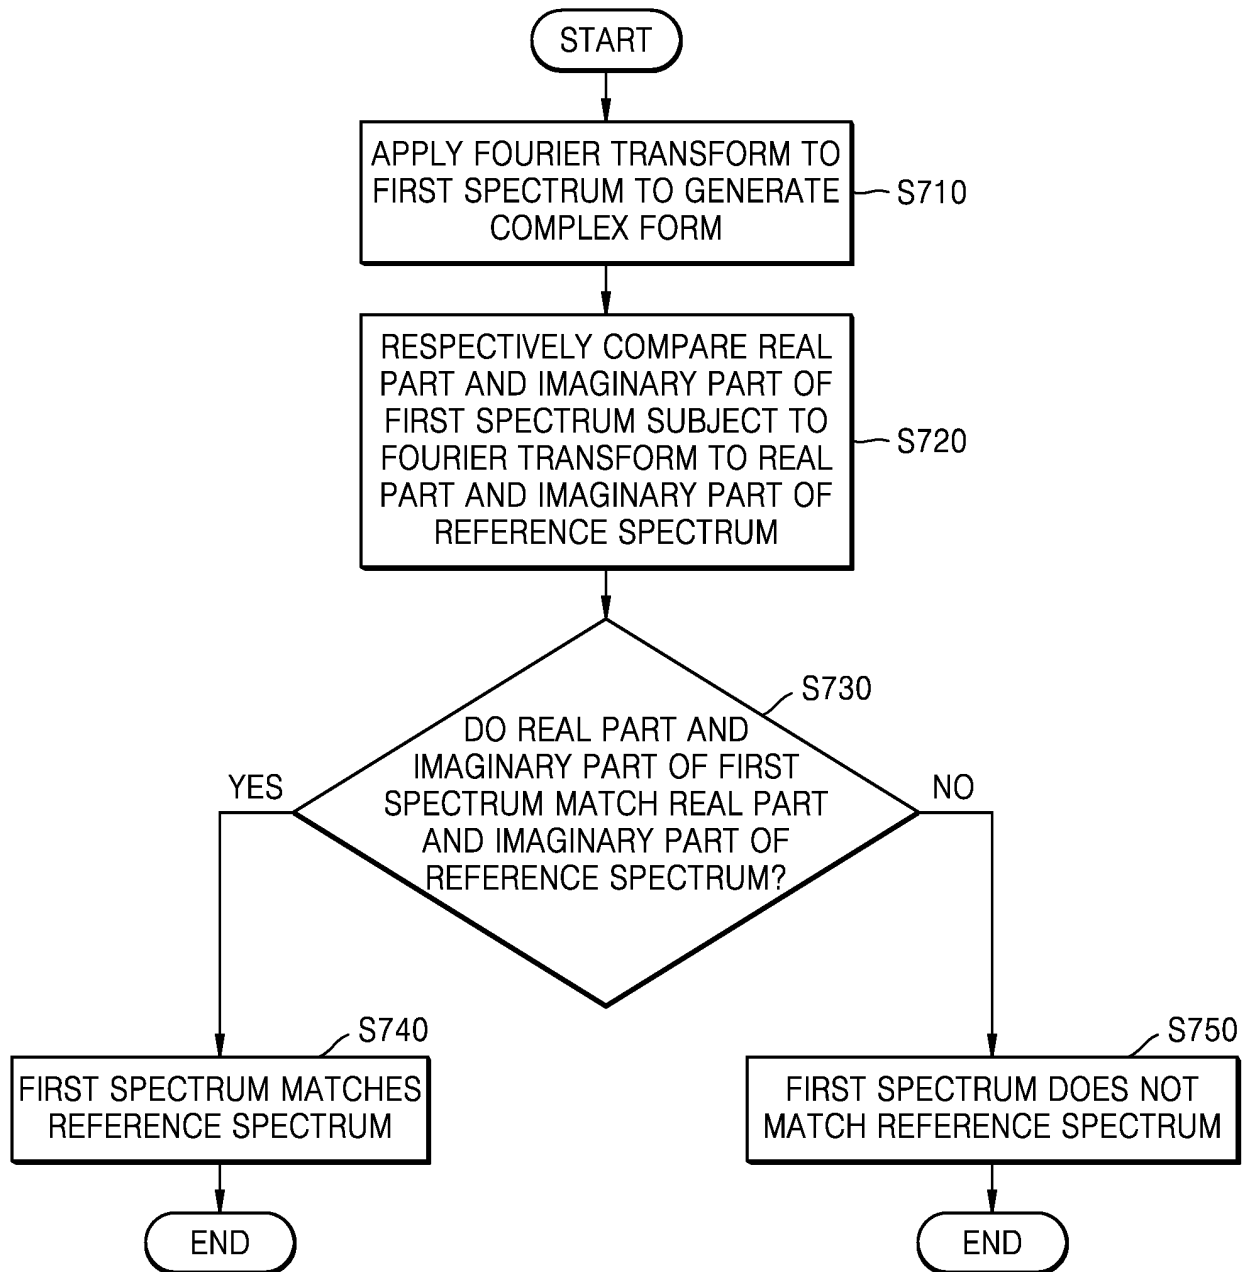 START
APPLY FOURIER TRANSFORM TO
FIRST SPECTRUM TO GENERATE
COMPLEX FORM
S710
RESPECTIVELY COMPARE REAL
PART AND IMAGINARY PART OF
FIRST SPECTRUM SUBJECT TO
FOURIER TRANSFORM TO REAL
PART AND IMAGINARY PART OF
REFERENCE SPECTRUM
S720
S730
DO REAL PART AND
IMAGINARY PART OF FIRST
SPECTRUM MATCH REAL PART
AND IMAGINARY PART OF
REFERENCE SPECTRUM?
YES
NO
S740
FIRST SPECTRUM MATCHES
REFERENCE SPECTRUM
S750
FIRST SPECTRUM DOES NOT
MATCH REFERENCE SPECTRUM
END
END